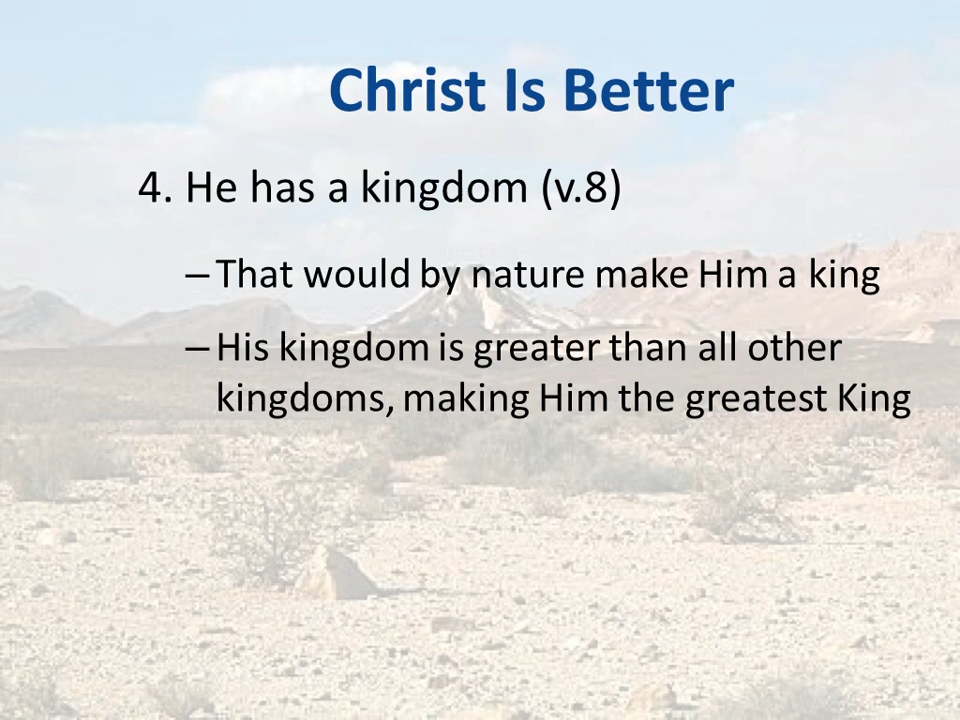 Christ Is Better
4. He has a kingdom (v.8)
– That would by nature make Him a king
– His kingdom is greater than all other
kingdoms, making Him the greatest King